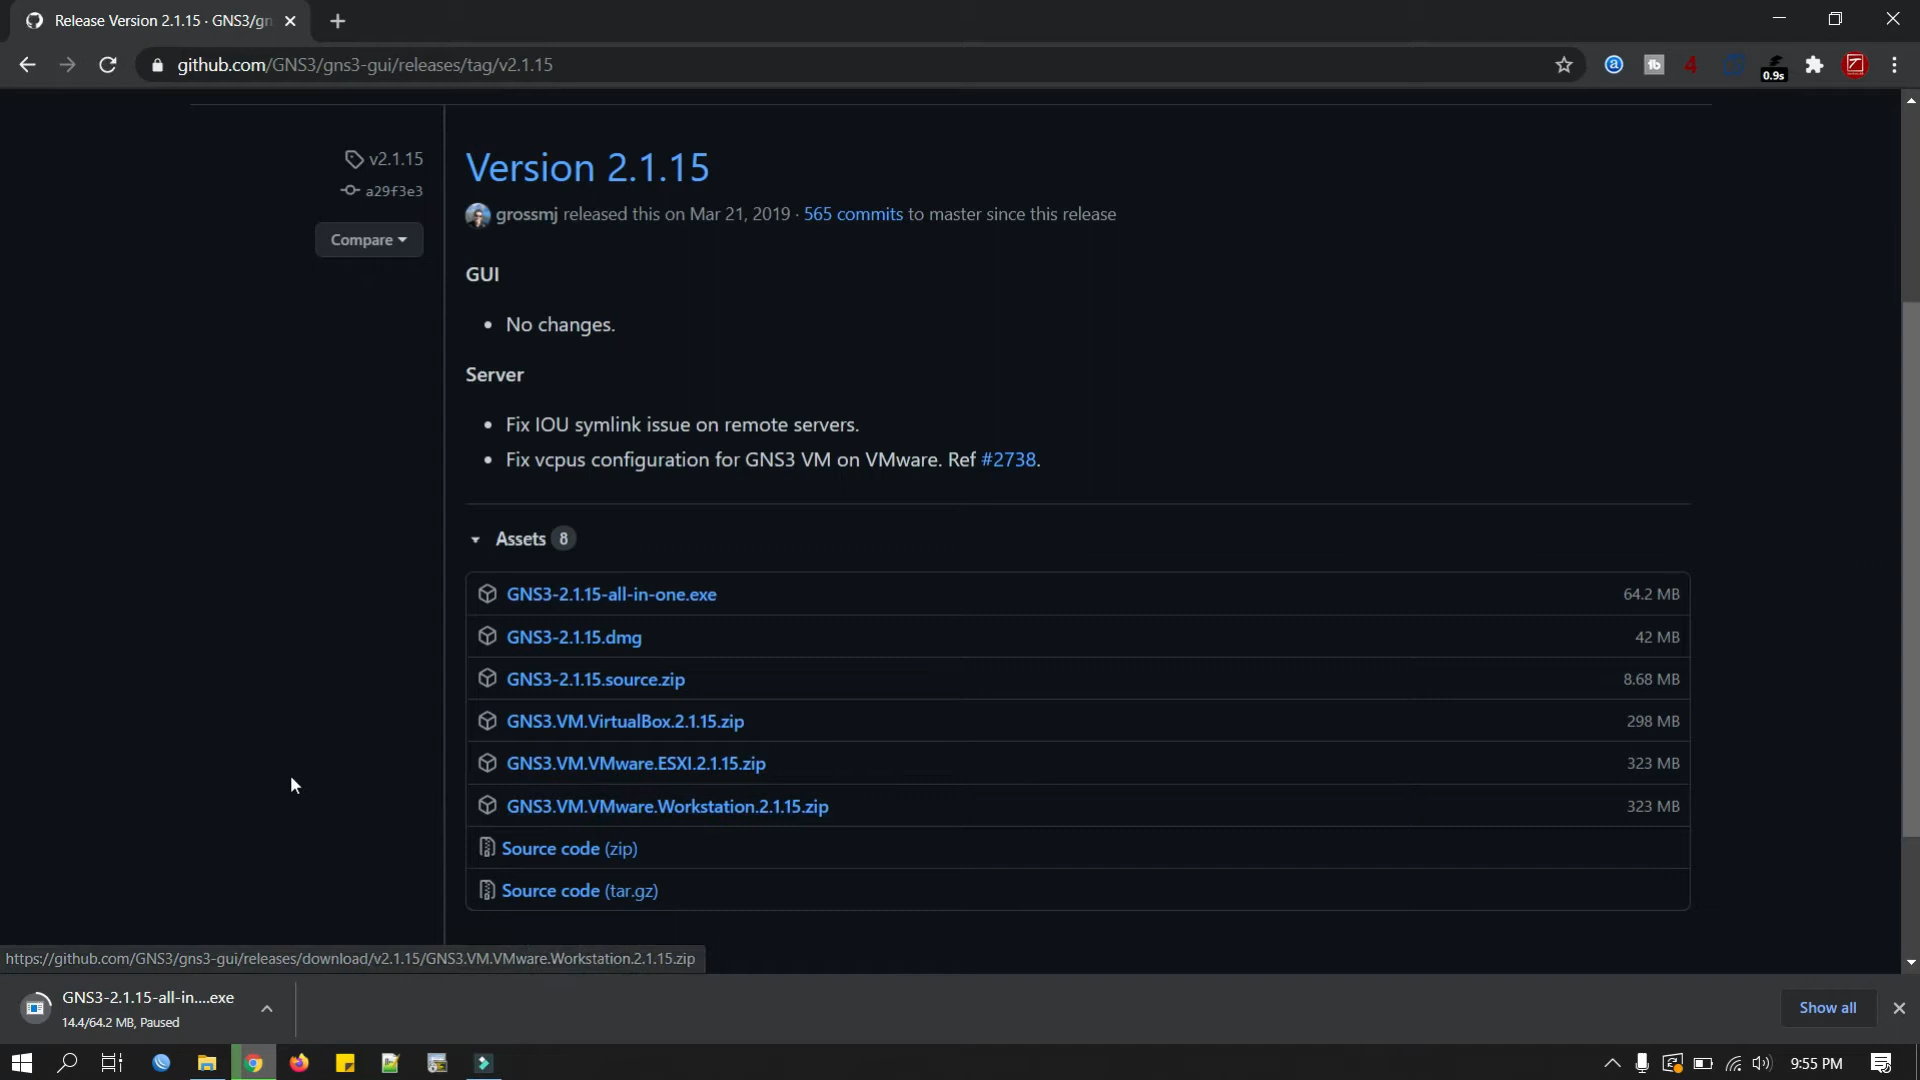 Release Version 2.1.15 · GNS3/gn
github.com/GNS3/gns3-gui/releases/tag/v2.1.15
0.9s
v2.1.15
a29f3e3
Compare
Version 2.1.15
grossmj released this on Mar 21, 2019 · 565 commits to master since this release
GUI
• No changes.
Server
• Fix IOU symlink issue on remote servers.
• Fix vcpus configuration for GNS3 VM on VMware. Ref #2738.
Assets 8
GNS3-2.1.15-all-in-one.exe 64.2 MB
GNS3-2.1.15.dmg 42 MB
GNS3-2.1.15.source.zip 8.68 MB
GNS3.VM.VirtualBox.2.1.15.zip 298 MB
GNS3.VM.VMware.ESXI.2.1.15.zip 323 MB
GNS3.VM.VMware.Workstation.2.1.15.zip 323 MB
Source code (zip)
Source code (tar.gz)
https://github.com/GNS3/gns3-gui/releases/download/v2.1.15/GNS3.VM.VMware.Workstation.2.1.15.zip
GNS3-2.1.15-all-in....exe
14.4/64.2 MB, Paused
Show all
9:55 PM